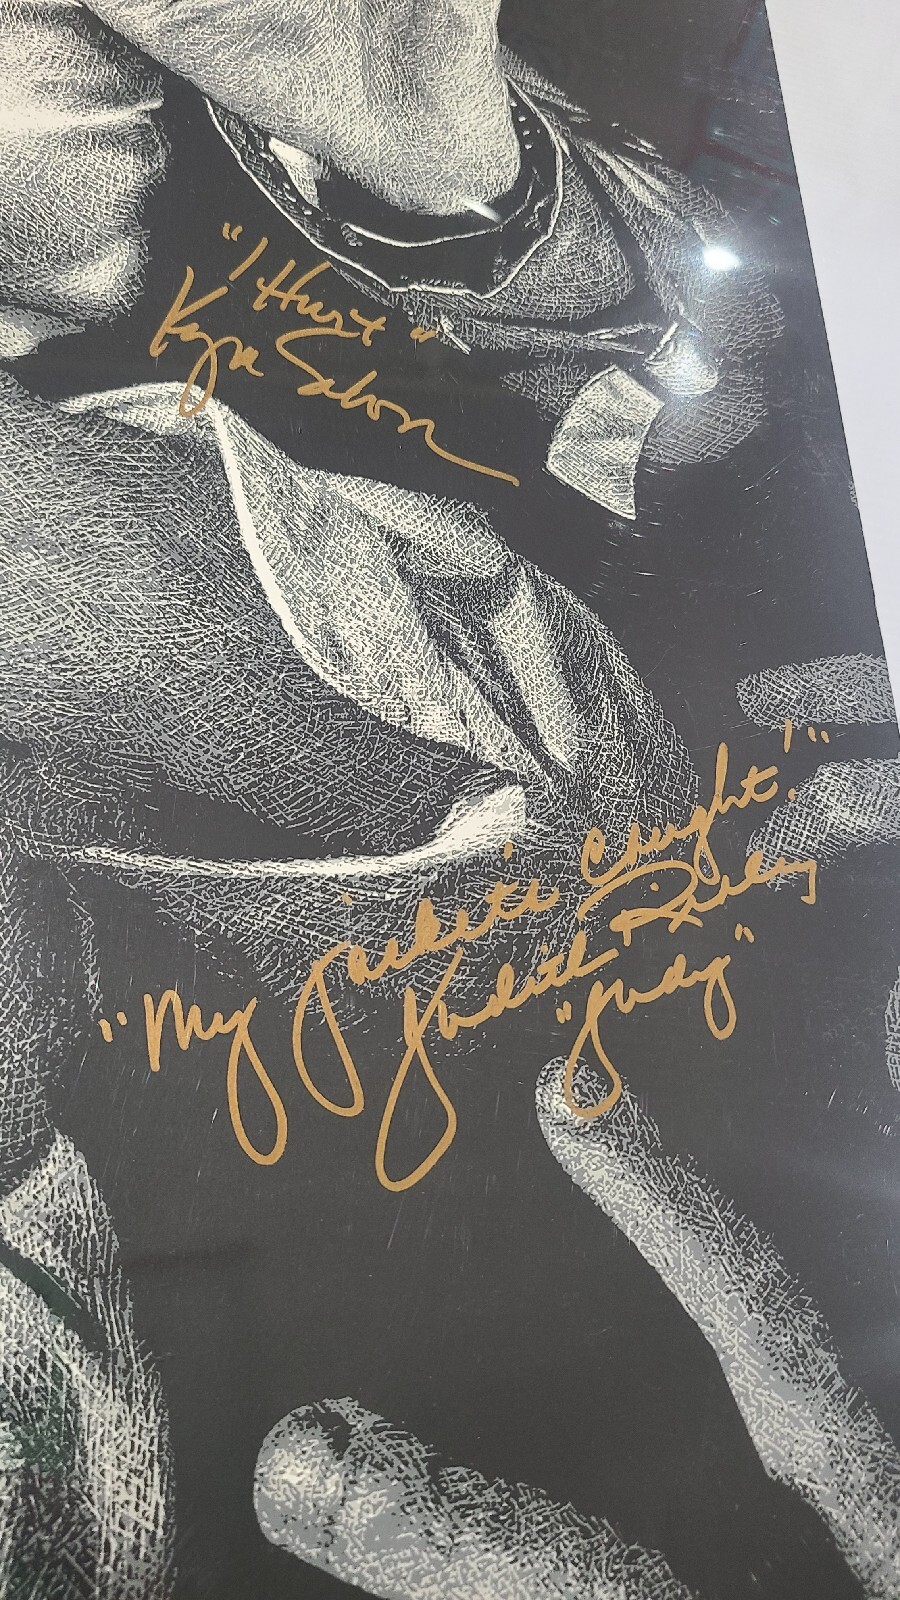 "I Hurt"
Kyra Schon
"My jacket's Caught!"
Judith Ridley
"Judy"